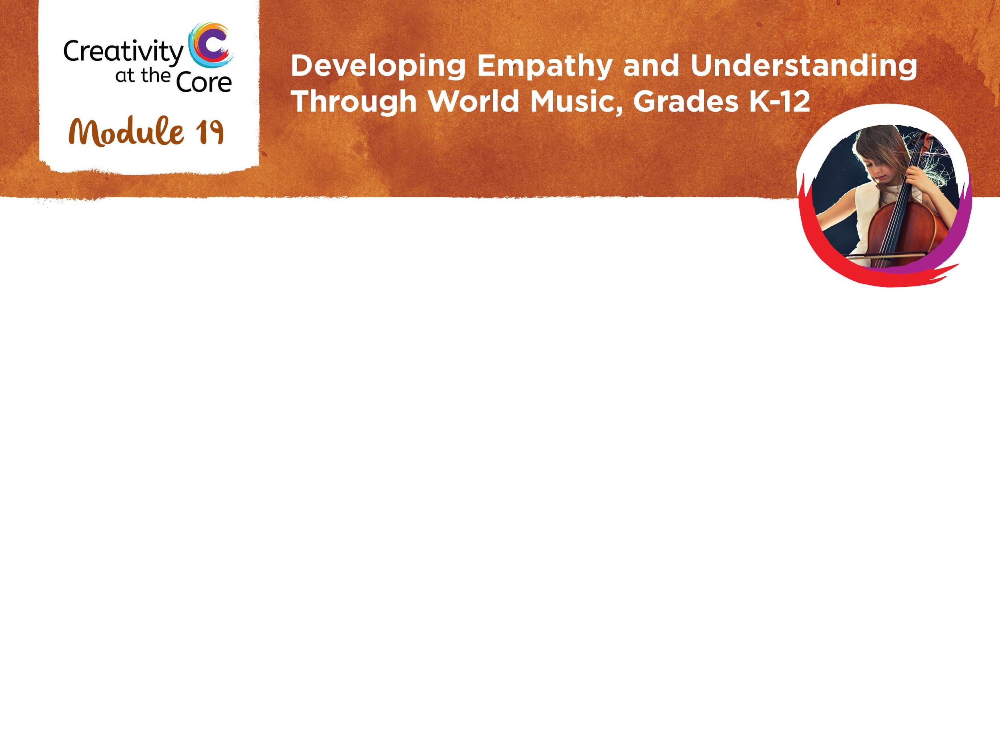 Creativity
at the Core
Module 19
Developing Empathy and Understanding
Through World Music, Grades K-12